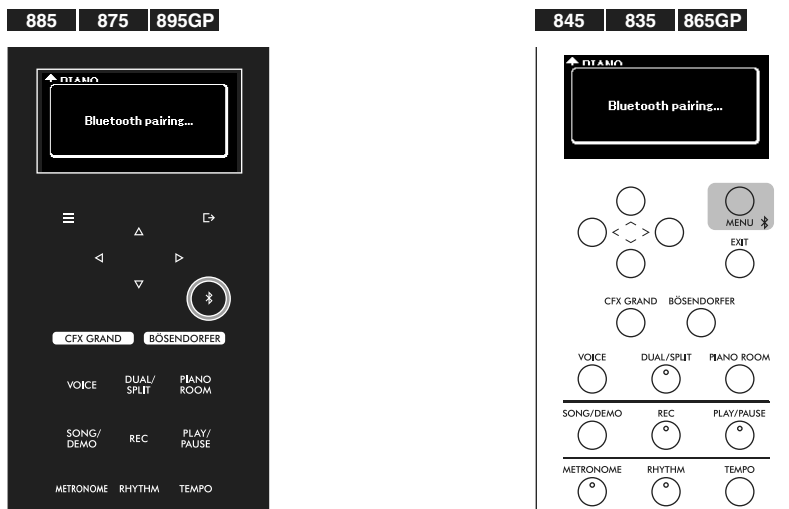 885 875 895GP
PIANO
Bluetooth pairing...
CFX GRAND BÖSENDORFER
VOICE DUAL/ SPLIT PIANO ROOM
SONG/ DEMO REC PLAY/ PAUSE
METRONOME RHYTHM TEMPO
845 835 865GP
PIANO
Bluetooth pairing...
MENU
EXIT
CFX GRAND BÖSENDORFER
VOICE DUAL/SPLIT PIANO ROOM
SONG/DEMO REC PLAY/PAUSE
METRONOME RHYTHM TEMPO